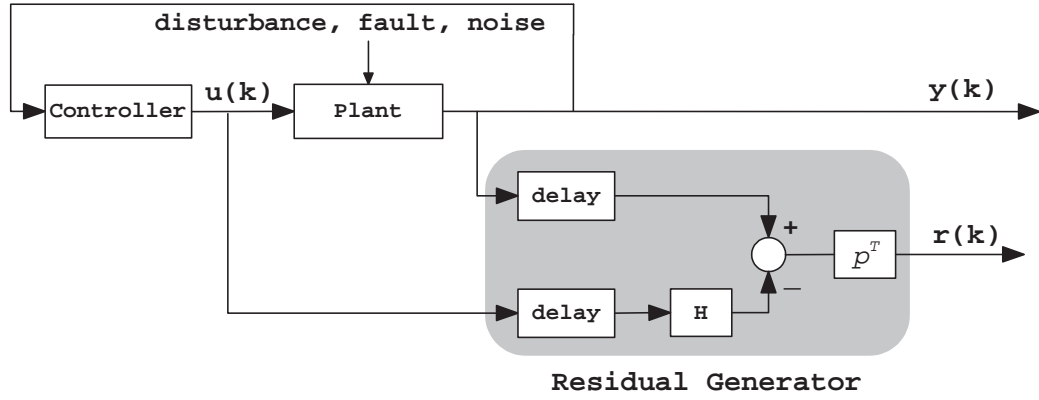 disturbance, fault, noise
Controller
u(k)
Plant
y(k)
delay
+
p^T
r(k)
−
delay
H
Residual Generator